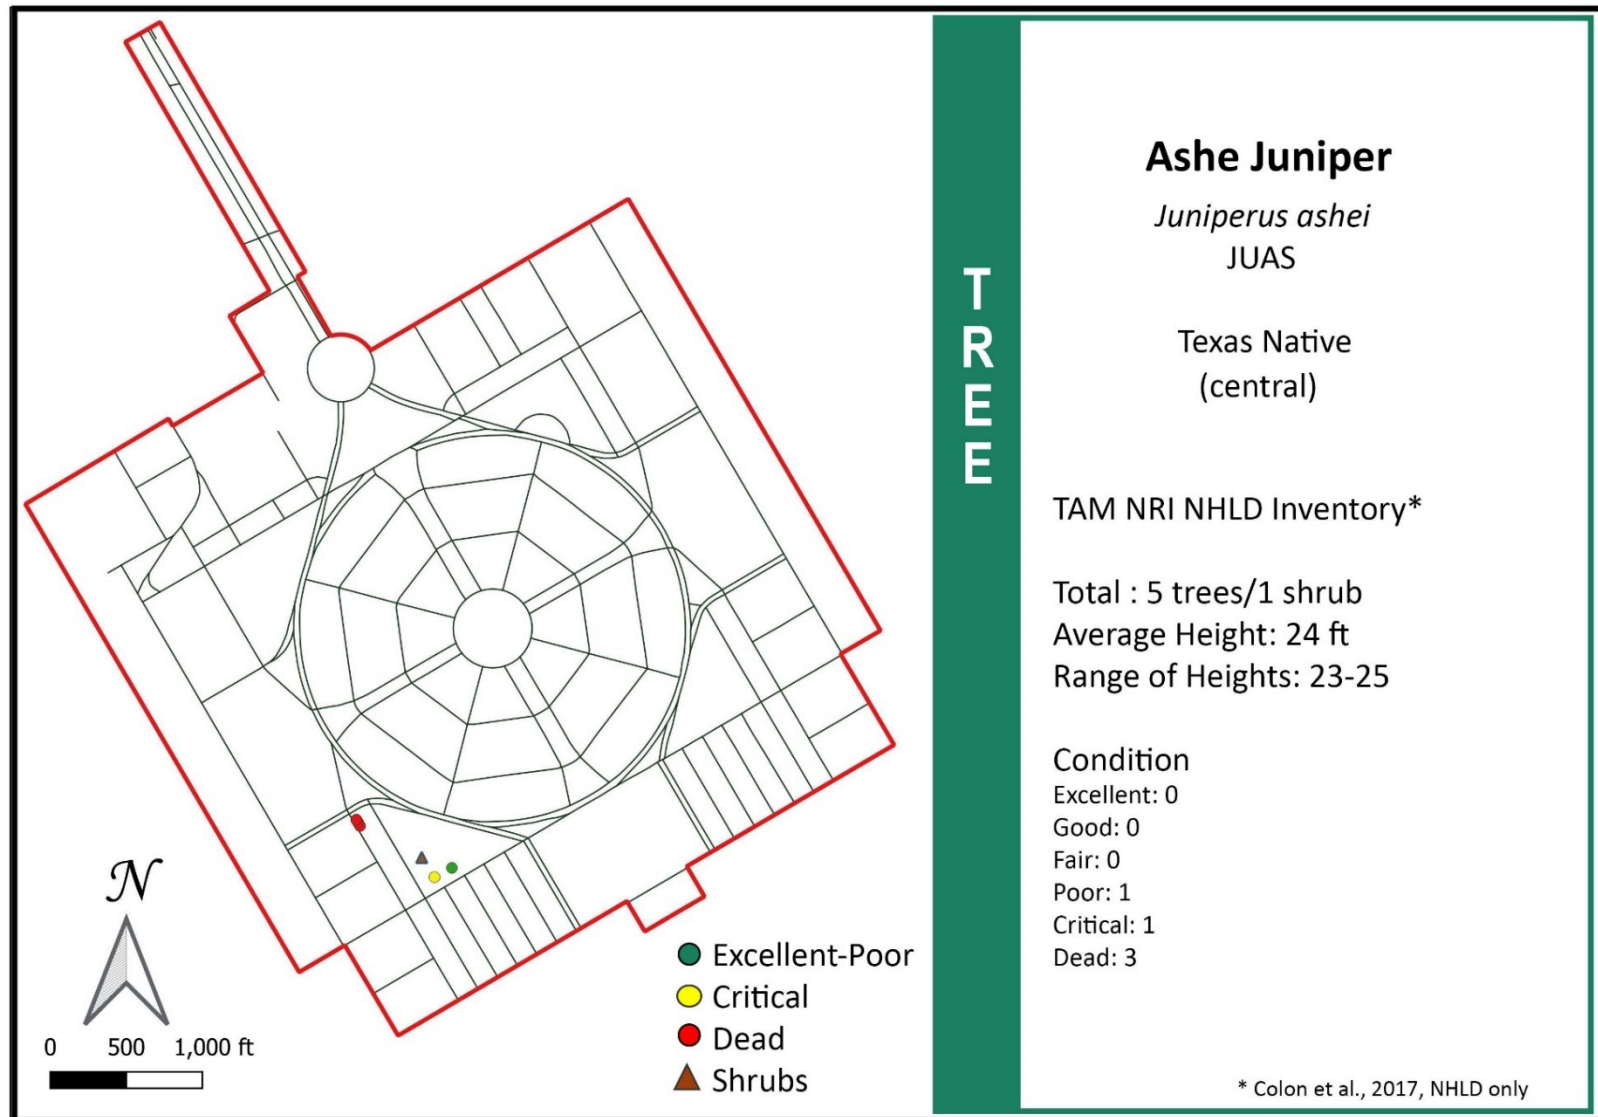 N
0 500 1,000 ft
Excellent-Poor
Critical
Dead
Shrubs
TREE
Ashe Juniper
Juniperus ashei
JUAS
Texas Native
(central)
TAM NRI NHLD Inventory*
Total : 5 trees/1 shrub
Average Height: 24 ft
Range of Heights: 23-25
Condition
Excellent: 0
Good: 0
Fair: 0
Poor: 1
Critical: 1
Dead: 3
* Colon et al., 2017, NHLD only